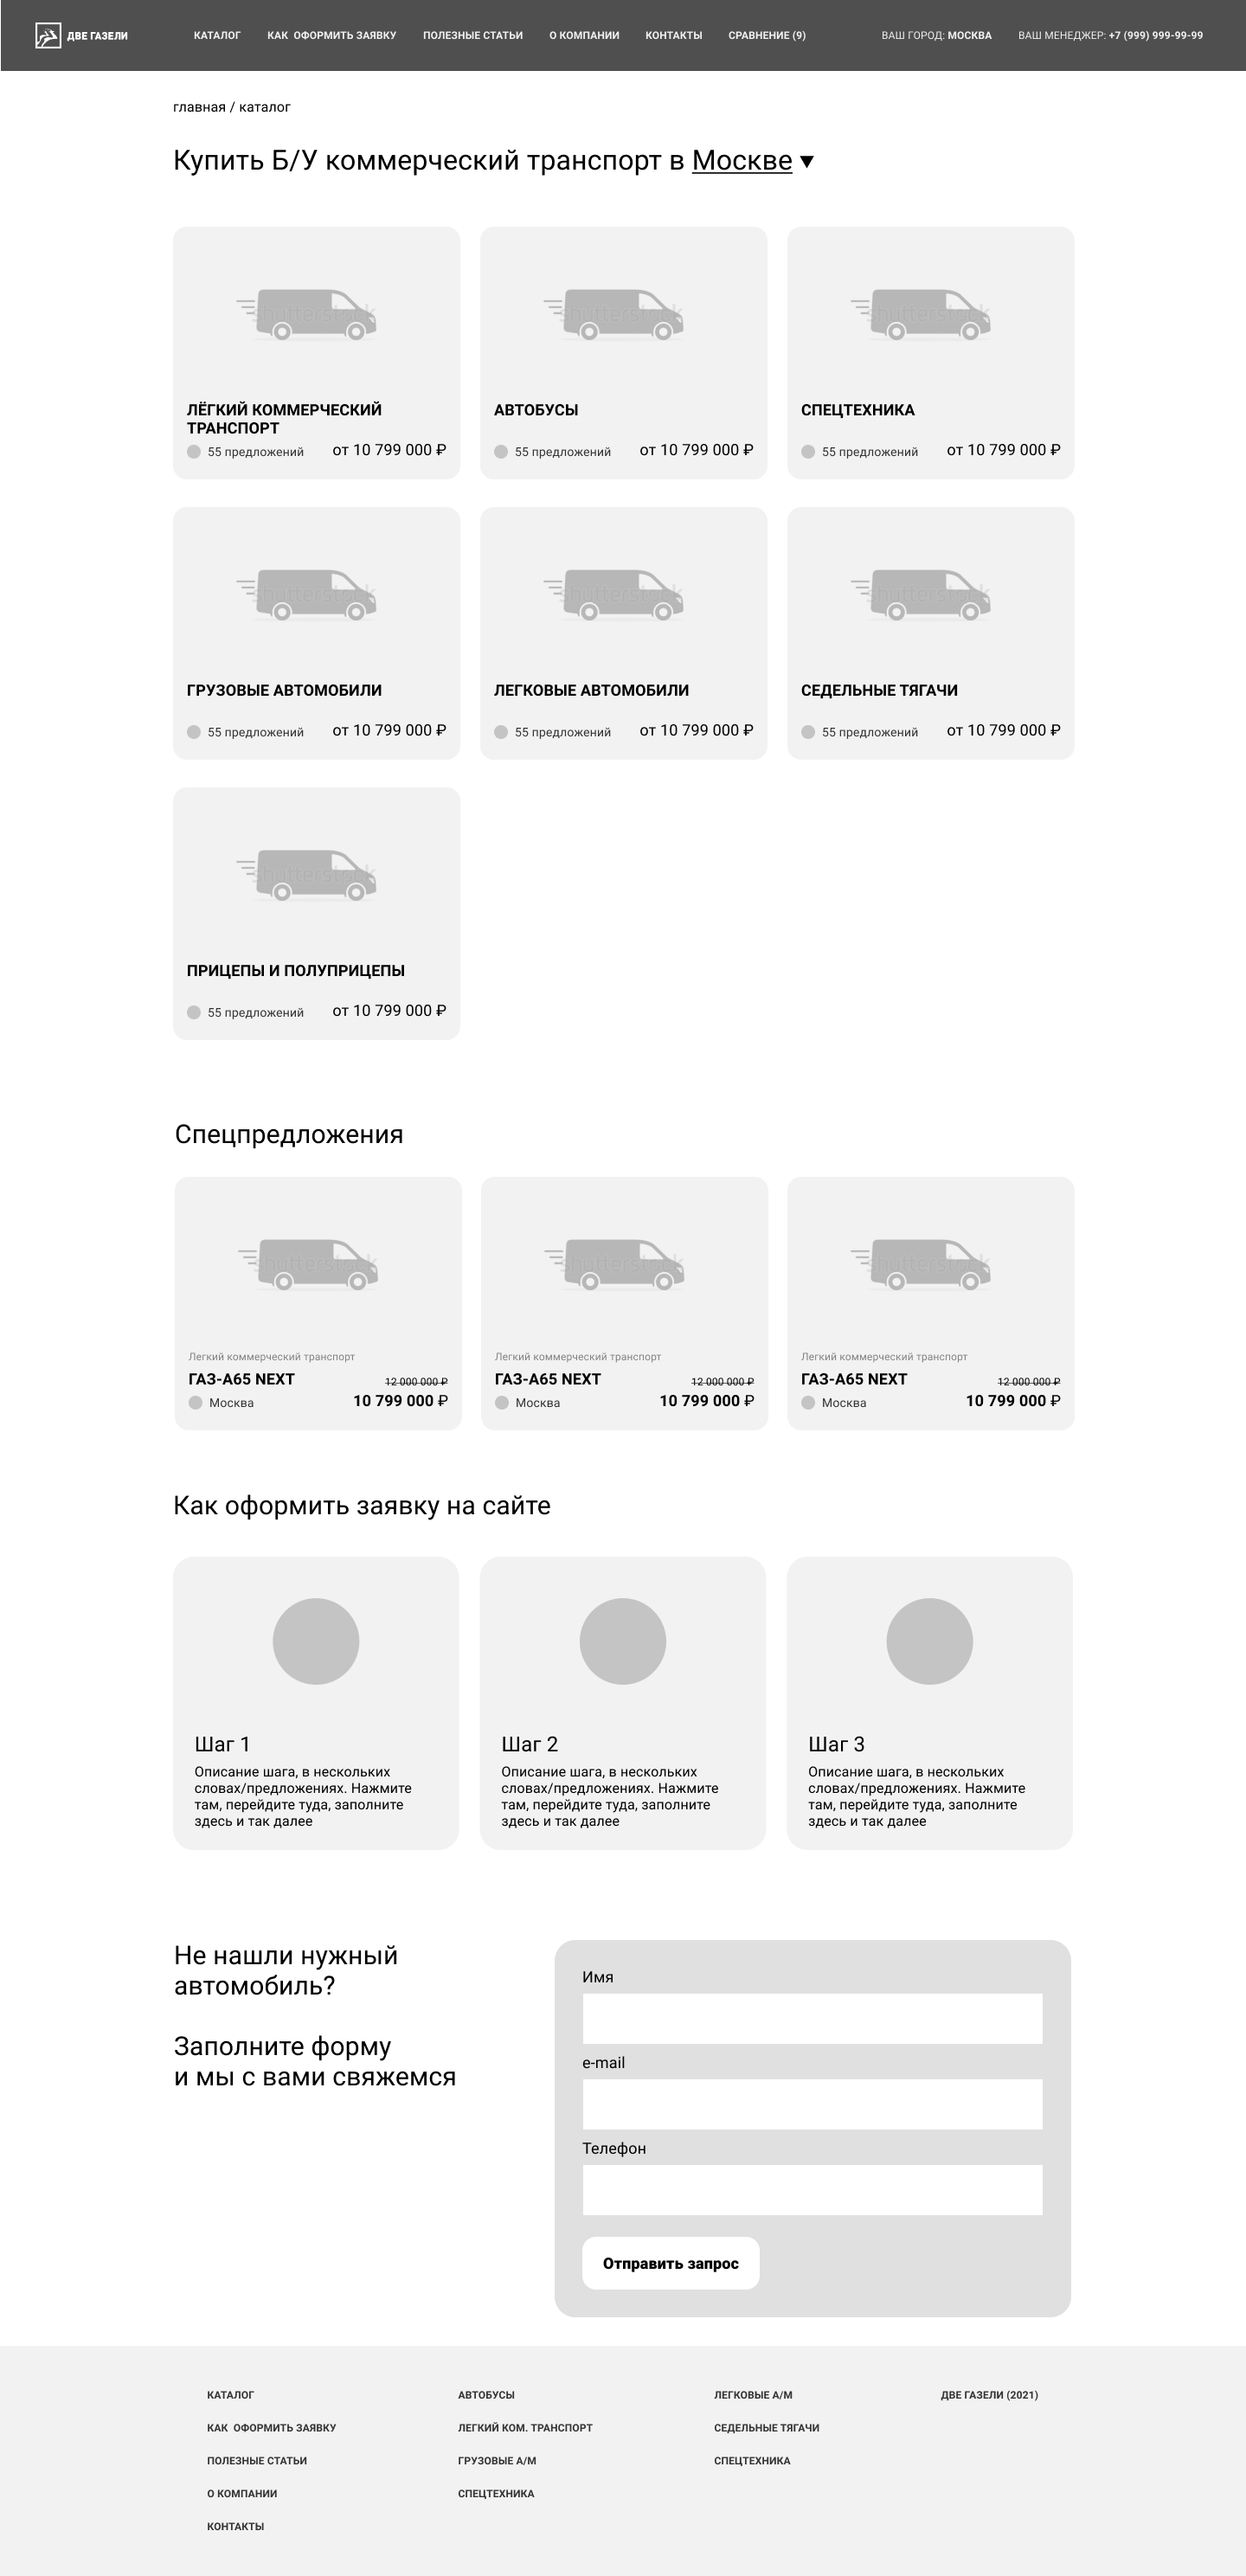 ДВЕ ГАЗЕЛИ
КАТАЛОГ
КАК ОФОРМИТЬ ЗАЯВКУ
ПОЛЕЗНЫЕ СТАТЬИ
О КОМПАНИИ
КОНТАКТЫ
СРАВНЕНИЕ (9)
ВАШ ГОРОД: МОСКВА
ВАШ МЕНЕДЖЕР: +7 (999) 999-99-99
главная / каталог
Купить Б/У коммерческий транспорт в Москве ▼
shutterstock
ЛЁГКИЙ КОММЕРЧЕСКИЙ
ТРАНСПОРТ
55 предложений
от 10 799 000 ₽
shutterstock
АВТОБУСЫ
55 предложений
от 10 799 000 ₽
shutterstock
СПЕЦТЕХНИКА
55 предложений
от 10 799 000 ₽
shutterstock
ГРУЗОВЫЕ АВТОМОБИЛИ
55 предложений
от 10 799 000 ₽
shutterstock
ЛЕГКОВЫЕ АВТОМОБИЛИ
55 предложений
от 10 799 000 ₽
shutterstock
СЕДЕЛЬНЫЕ ТЯГАЧИ
55 предложений
от 10 799 000 ₽
shutterstock
ПРИЦЕПЫ И ПОЛУПРИЦЕПЫ
55 предложений
от 10 799 000 ₽
Спецпредложения
shutterstock
Легкий коммерческий транспорт
ГАЗ-А65 NEXT
12 000 000 ₽
Москва
10 799 000 ₽
shutterstock
Легкий коммерческий транспорт
ГАЗ-А65 NEXT
12 000 000 ₽
Москва
10 799 000 ₽
shutterstock
Легкий коммерческий транспорт
ГАЗ-А65 NEXT
12 000 000 ₽
Москва
10 799 000 ₽
Как оформить заявку на сайте
Шаг 1
Описание шага, в нескольких
словах/предложениях. Нажмите
там, перейдите туда, заполните
здесь и так далее
Шаг 2
Описание шага, в нескольких
словах/предложениях. Нажмите
там, перейдите туда, заполните
здесь и так далее
Шаг 3
Описание шага, в нескольких
словах/предложениях. Нажмите
там, перейдите туда, заполните
здесь и так далее
Не нашли нужный
автомобиль?
Заполните форму
и мы с вами свяжемся
Имя
e-mail
Телефон
Отправить запрос
КАТАЛОГ
КАК ОФОРМИТЬ ЗАЯВКУ
ПОЛЕЗНЫЕ СТАТЬИ
О КОМПАНИИ
КОНТАКТЫ
АВТОБУСЫ
ЛЕГКИЙ КОМ. ТРАНСПОРТ
ГРУЗОВЫЕ А/М
СПЕЦТЕХНИКА
ЛЕГКОВЫЕ А/М
СЕДЕЛЬНЫЕ ТЯГАЧИ
СПЕЦТЕХНИКА
ДВЕ ГАЗЕЛИ (2021)